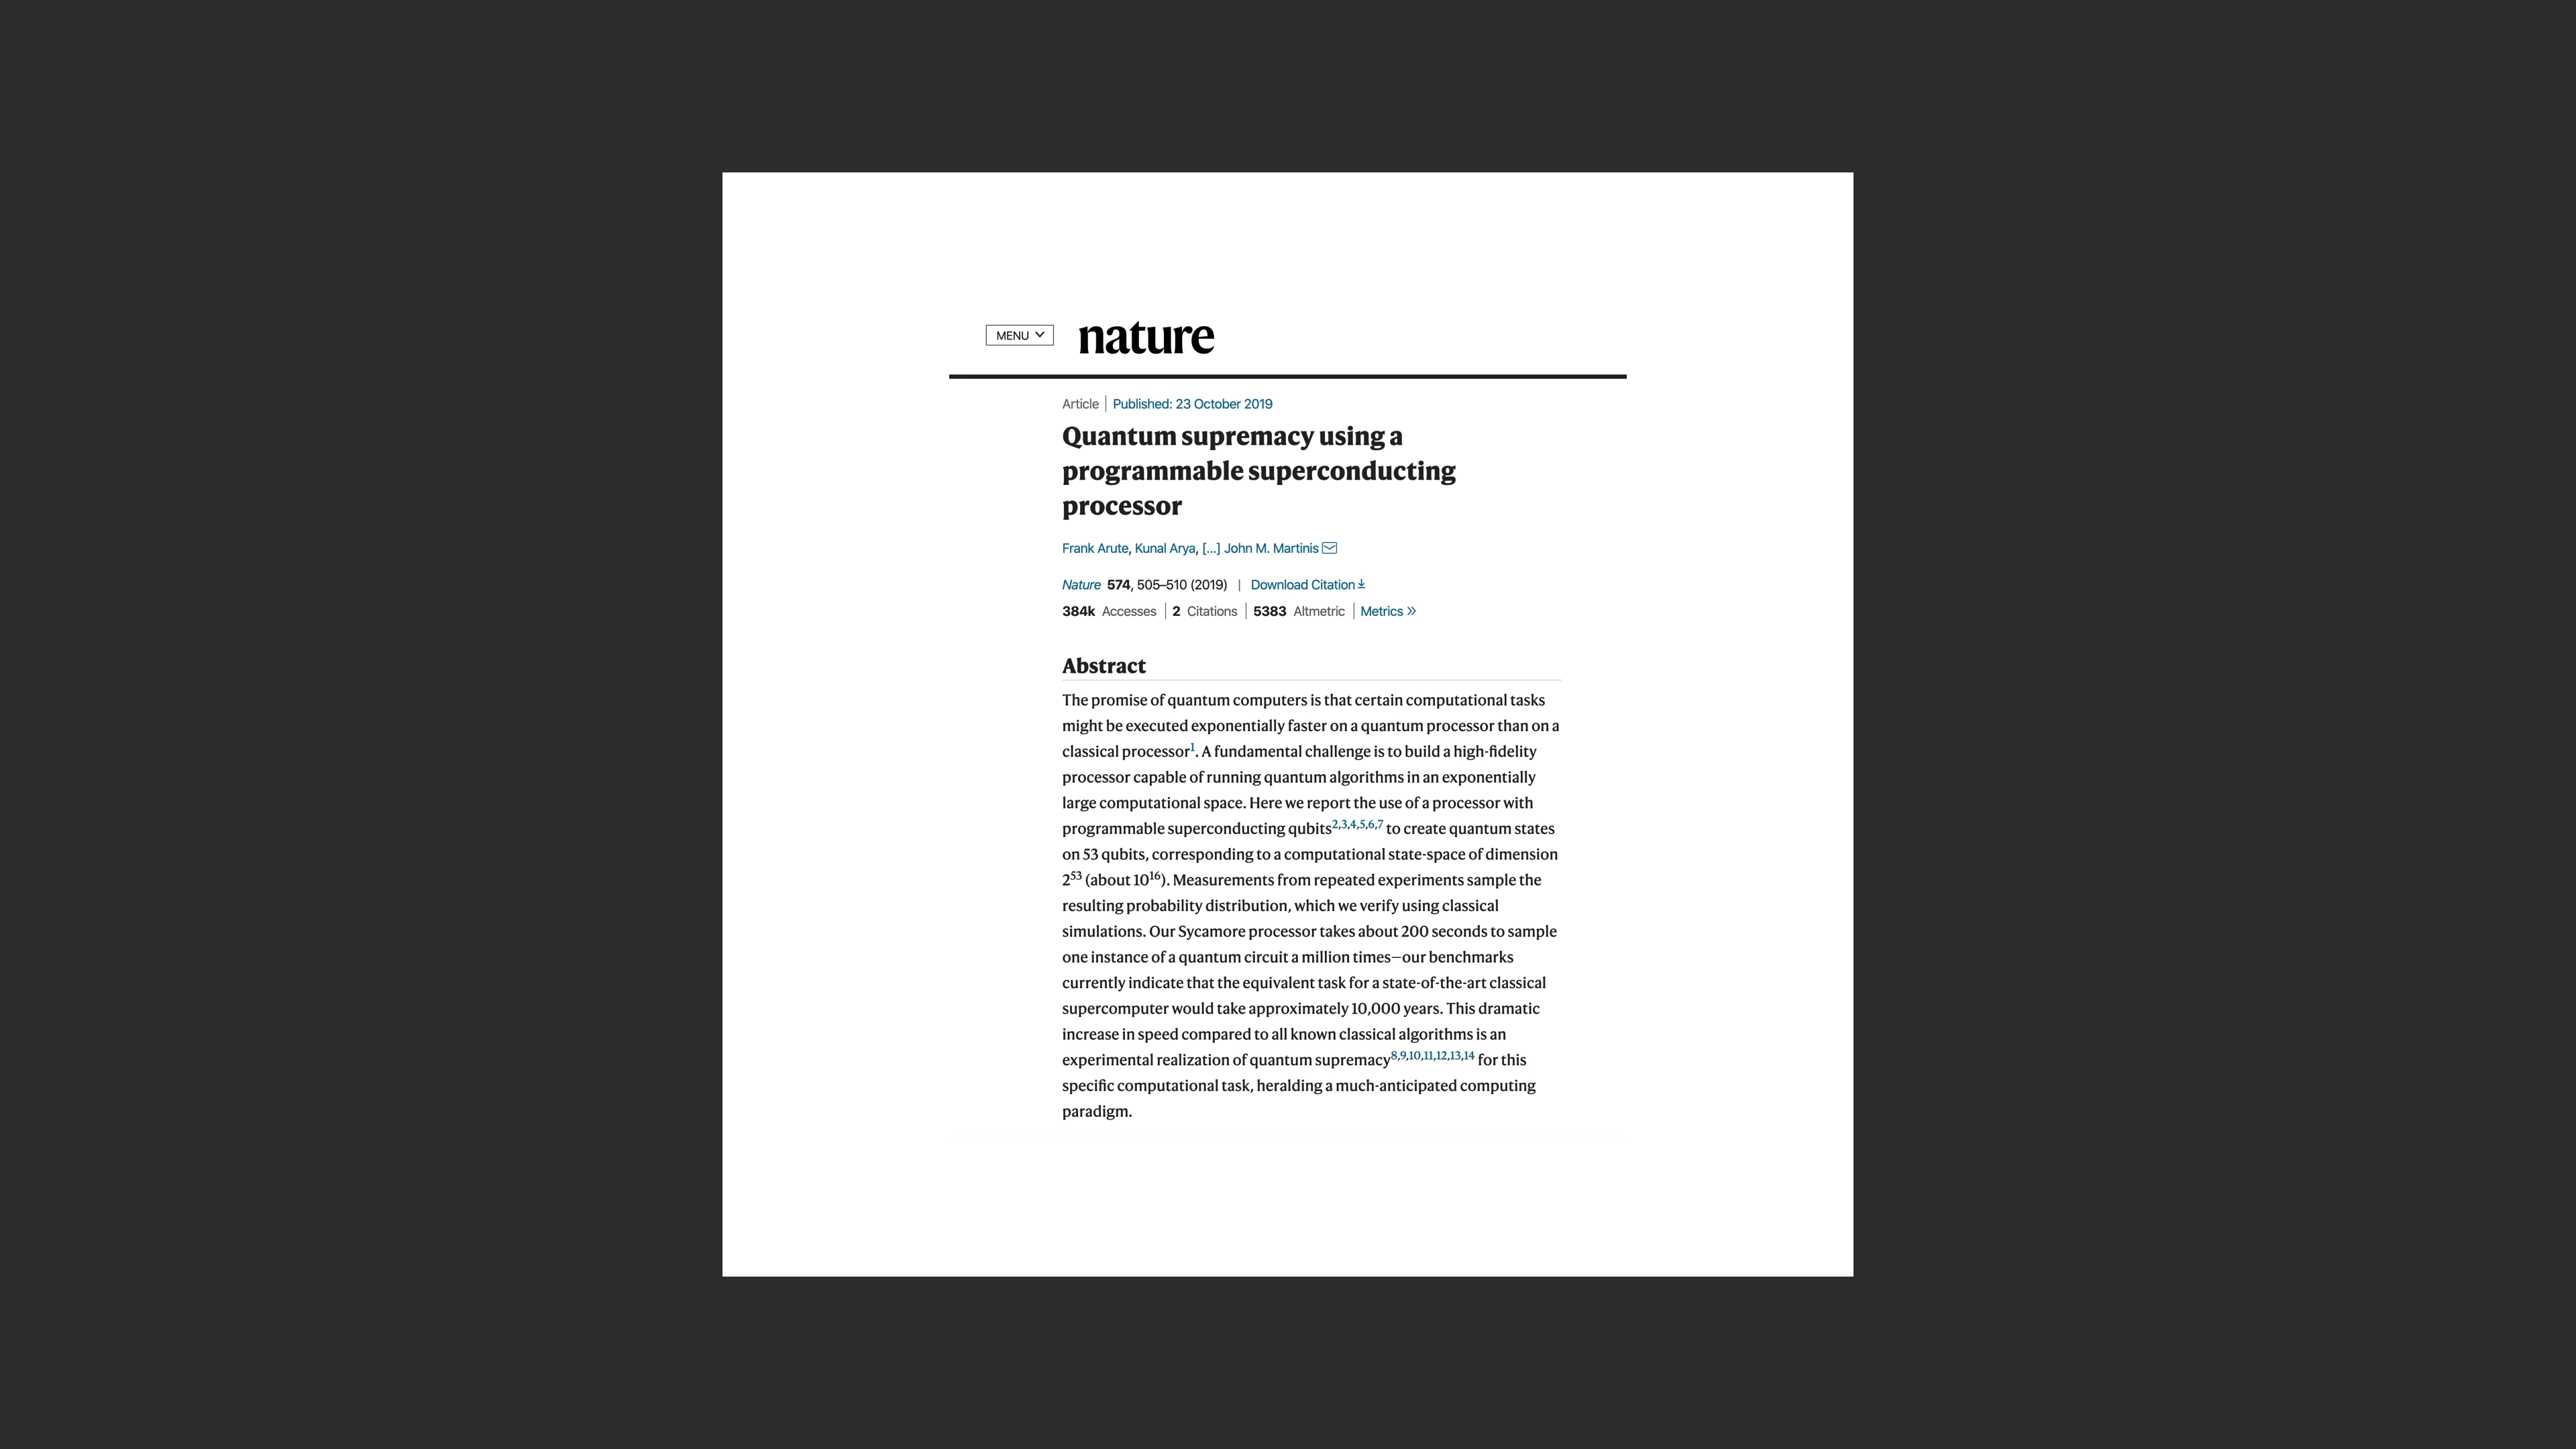 MENU nature
Article | Published: 23 October 2019
Quantum supremacy using a
programmable superconducting
processor
Frank Arute, Kunal Arya, [...] John M. Martinis
Nature 574, 505–510 (2019) | Download Citation
384k Accesses | 2 Citations | 5383 Altmetric | Metrics »
Abstract
The promise of quantum computers is that certain computational tasks
might be executed exponentially faster on a quantum processor than on a
classical processor1. A fundamental challenge is to build a high-fidelity
processor capable of running quantum algorithms in an exponentially
large computational space. Here we report the use of a processor with
programmable superconducting qubits2,3,4,5,6,7 to create quantum states
on 53 qubits, corresponding to a computational state-space of dimension
2^53 (about 10^16). Measurements from repeated experiments sample the
resulting probability distribution, which we verify using classical
simulations. Our Sycamore processor takes about 200 seconds to sample
one instance of a quantum circuit a million times—our benchmarks
currently indicate that the equivalent task for a state-of-the-art classical
supercomputer would take approximately 10,000 years. This dramatic
increase in speed compared to all known classical algorithms is an
experimental realization of quantum supremacy8,9,10,11,12,13,14 for this
specific computational task, heralding a much-anticipated computing
paradigm.